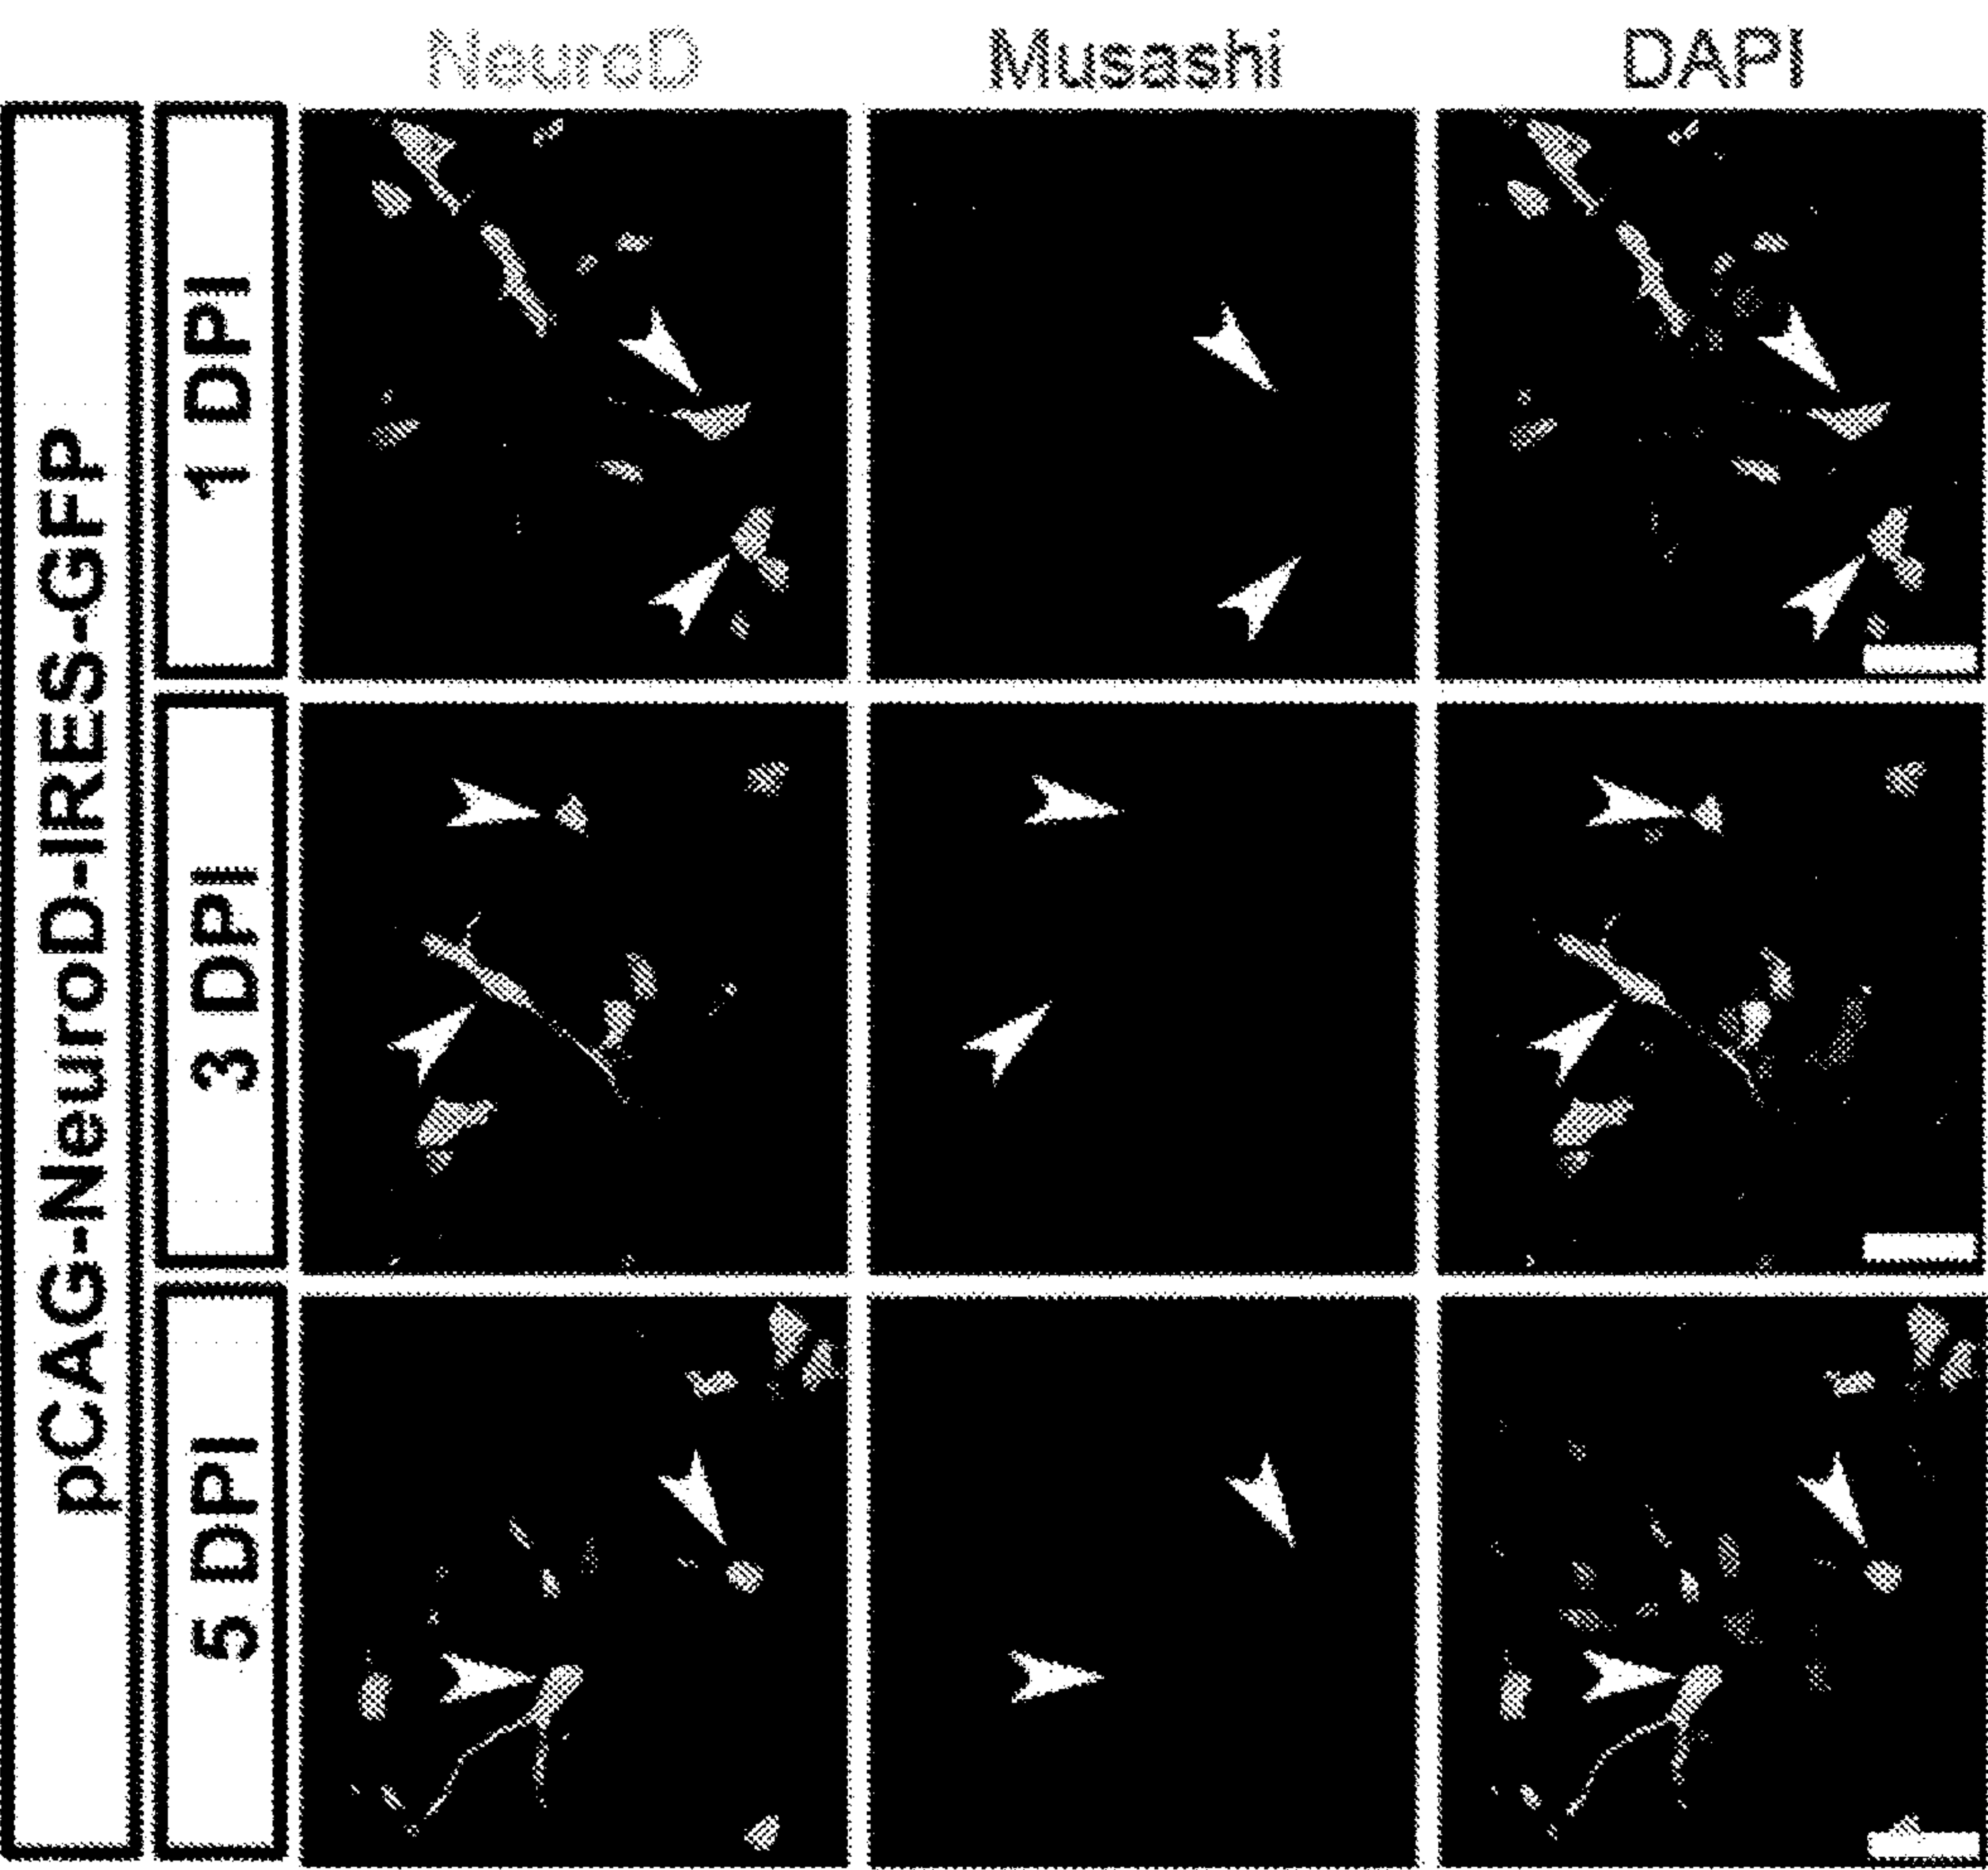 NeuroD Musashi DAPI
pCAG-NeuroD-IRES-GFP
1 DPI
3 DPI
5 DPI